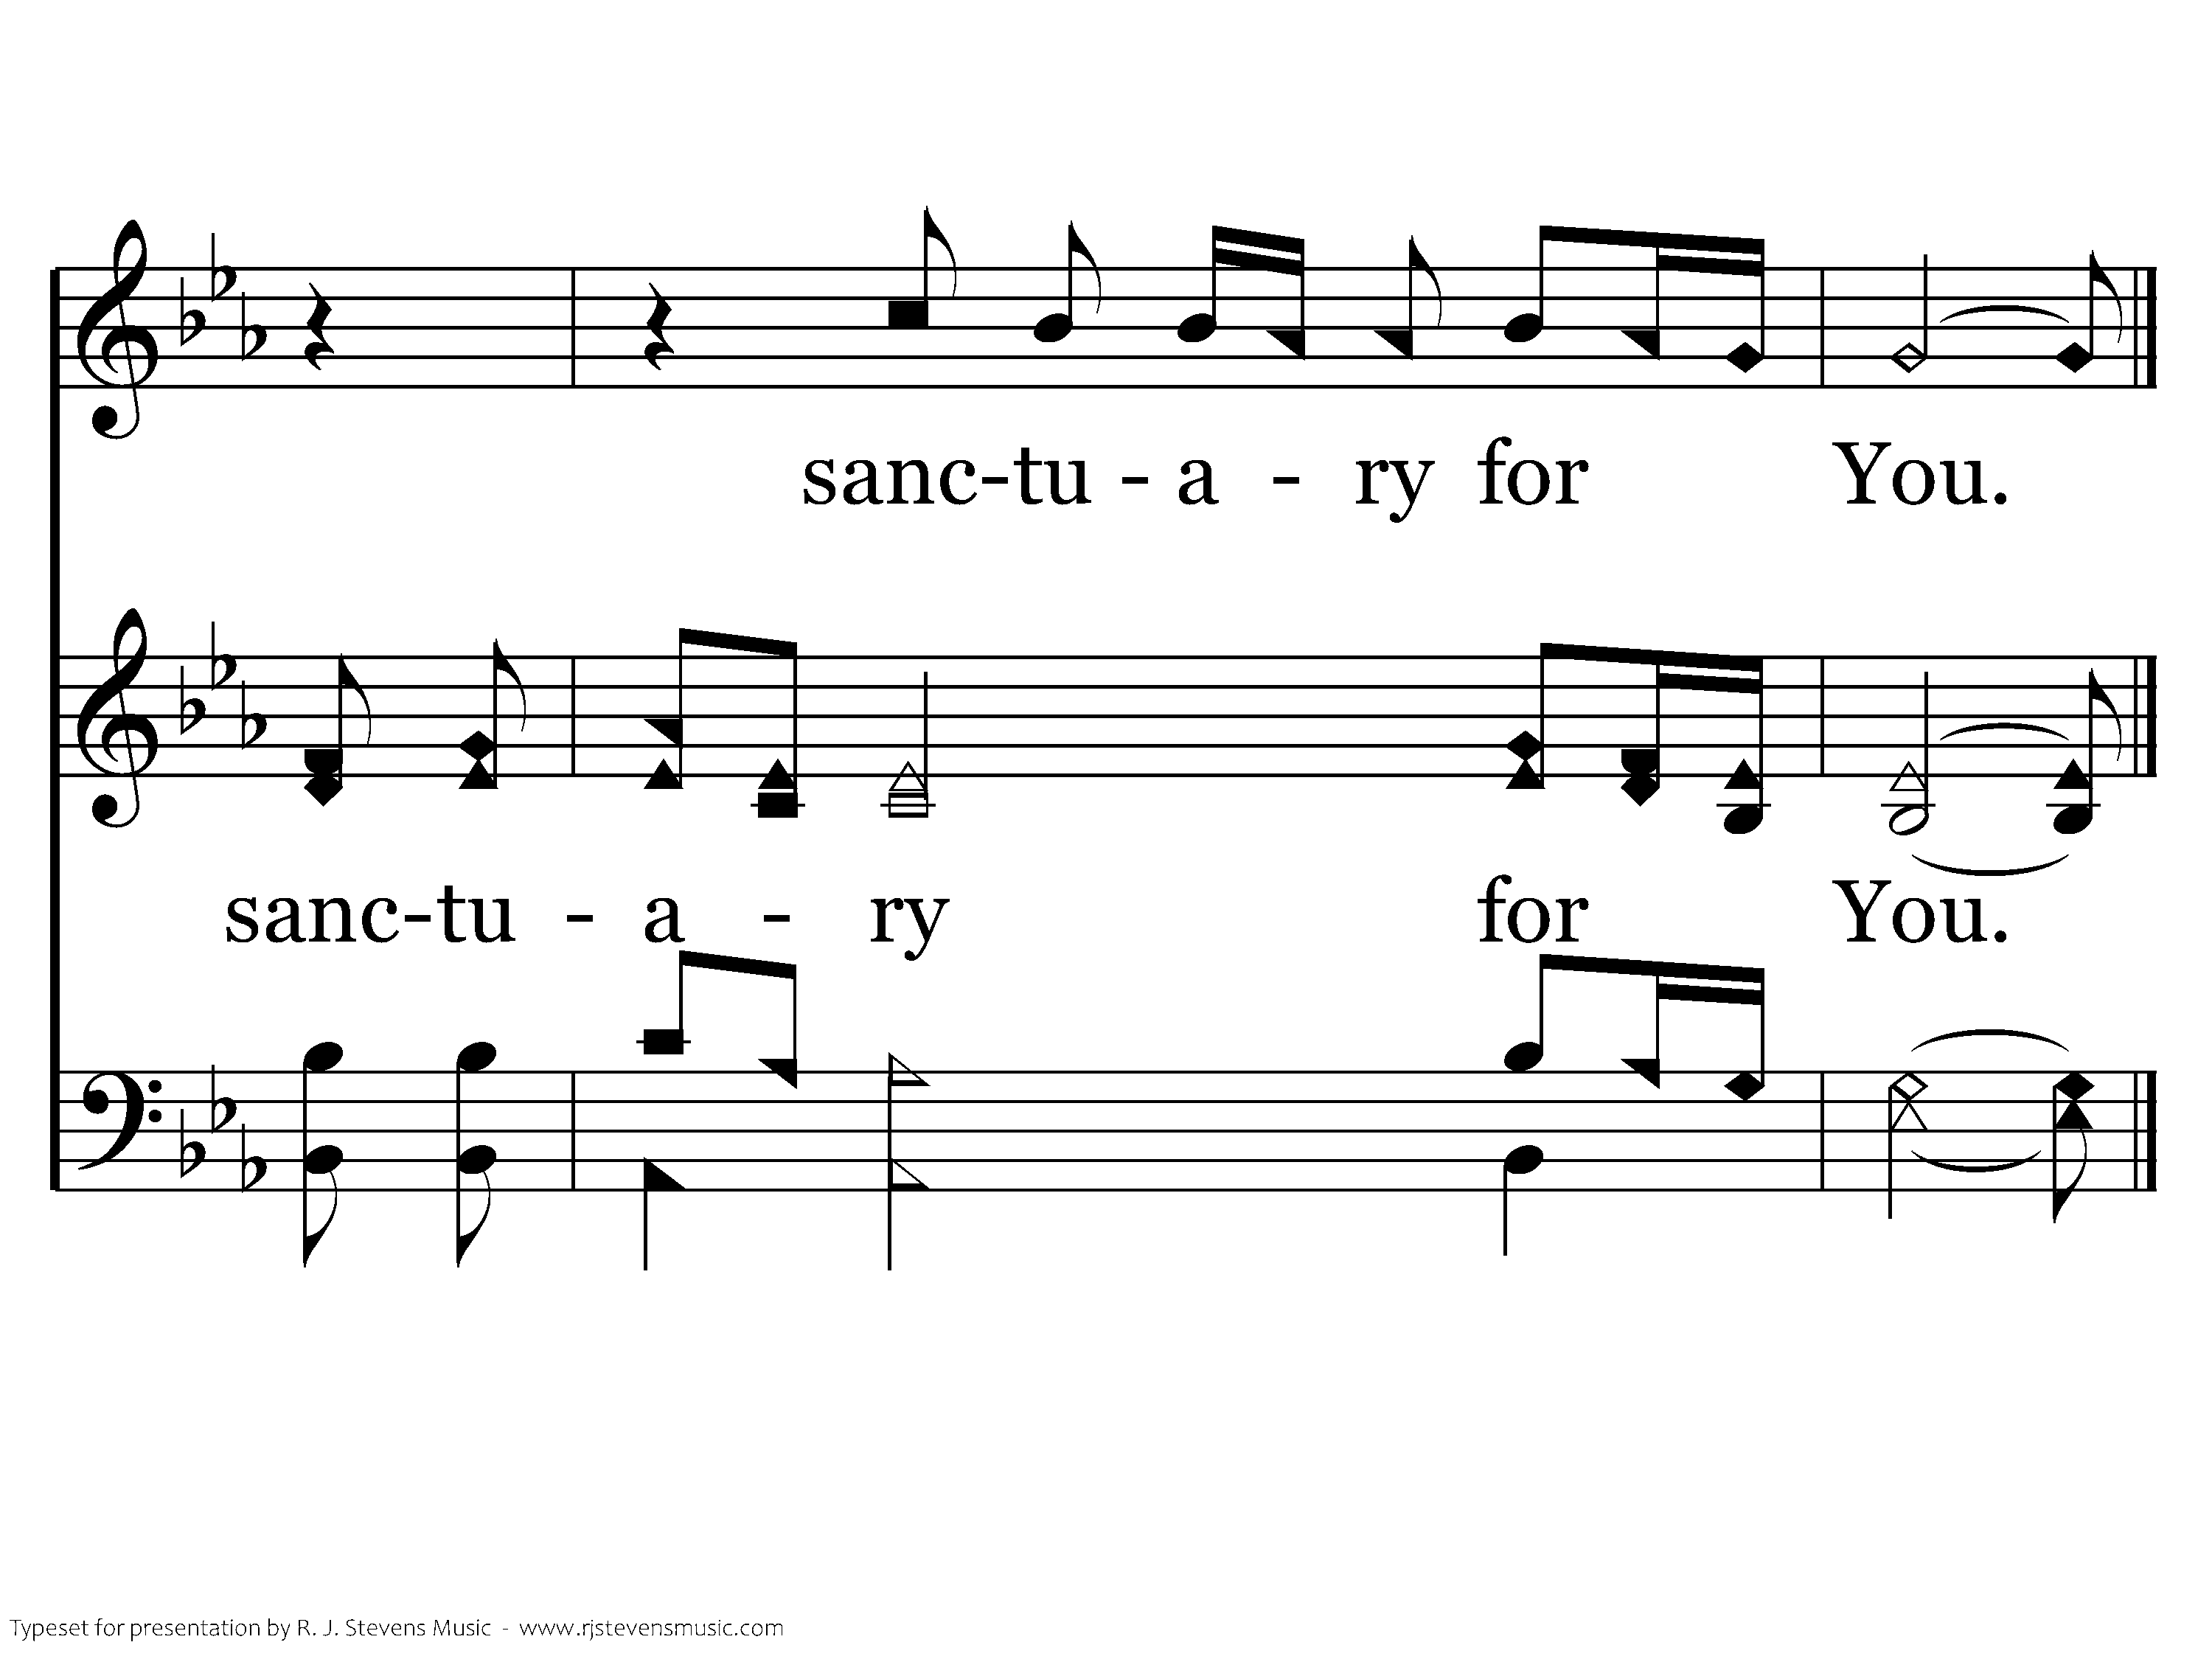 sanc-tu - a - ry for You.
sanc-tu - a - ry for You.
Typeset for presentation by R. J. Stevens Music - www.rjstevensmusic.com